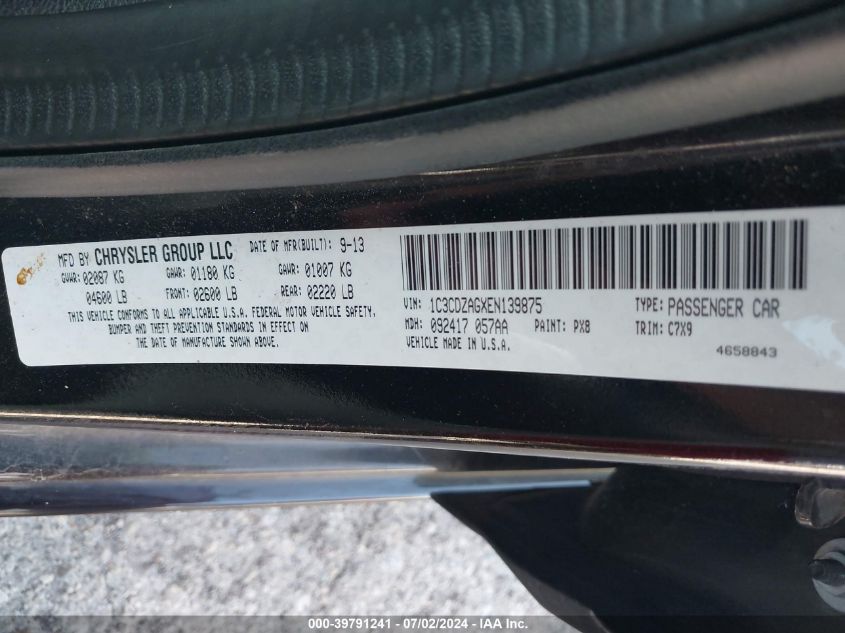 MFD BY CHRYSLER GROUP LLC DATE OF MFR(BUILT): 9-13
GVWR: 02087 KG GAWR: 01180 KG GAWR: 01007 KG
04600 LB FRONT: 02600 LB REAR: 02220 LB
THIS VEHICLE CONFORMS TO ALL APPLICABLE U.S.A. FEDERAL MOTOR VEHICLE SAFETY,
BUMPER AND THEFT PREVENTION STANDARDS IN EFFECT ON
THE DATE OF MANUFACTURE SHOWN ABOVE.
VIN: 1C3CDZAGXEN139875 TYPE: PASSENGER CAR
MDH: 092417 057AA PAINT: PX8 TRIM: C7X9
VEHICLE MADE IN U.S.A.
4658843
000-39791241 - 07/02/2024 - IAA Inc.